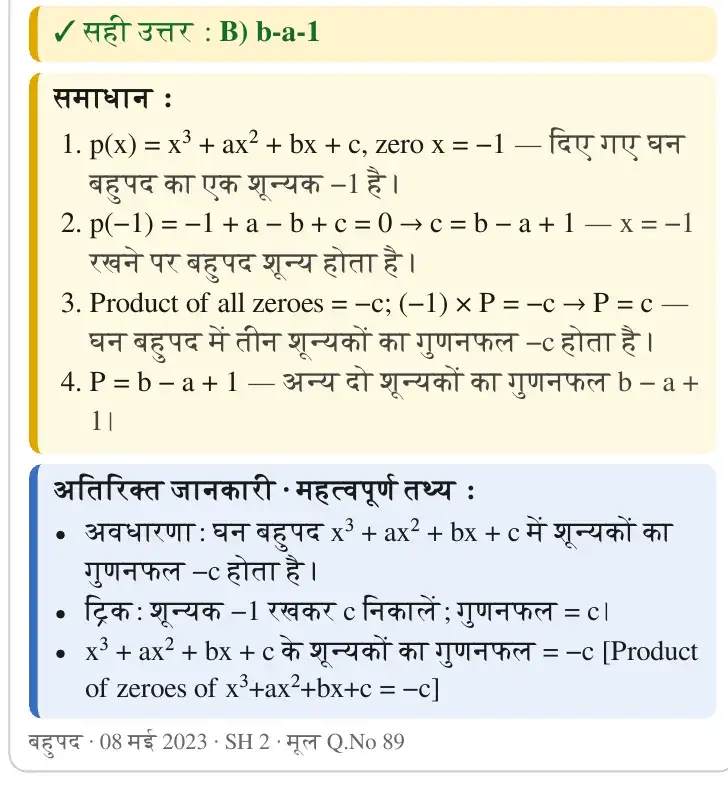 ✓ सही उत्तर : B) b-a-1
समाधान :
1. p(x) = x³ + ax² + bx + c, zero x = −1 — दिए गए घन
बहुपद का एक शून्यक −1 है।
2. p(−1) = −1 + a − b + c = 0 → c = b − a + 1 — x = −1
रखने पर बहुपद शून्य होता है।
3. Product of all zeroes = −c; (−1) × P = −c → P = c —
घन बहुपद में तीन शून्यकों का गुणनफल −c होता है।
4. P = b − a + 1 — अन्य दो शून्यकों का गुणनफल b − a +
1।
अतिरिक्त जानकारी · महत्वपूर्ण तथ्य :
• अवधारणा : घन बहुपद x³ + ax² + bx + c में शून्यकों का
गुणनफल −c होता है।
• ट्रिक : शून्यक −1 रखकर c निकालें ; गुणनफल = c।
• x³ + ax² + bx + c के शून्यकों का गुणनफल = −c [Product
of zeroes of x³+ax²+bx+c = −c]
बहुपद · 08 मई 2023 · SH 2 · मूल Q.No 89